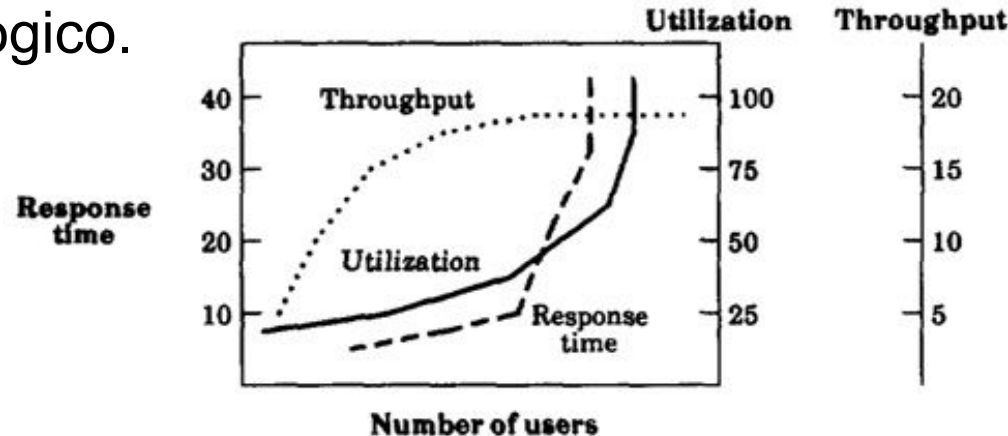 ogico.
Utilization Throughput
40 Throughput 100 20
30 75 15
Response
time
20 50 10
Utilization
10 Response
time 25 5
Number of users